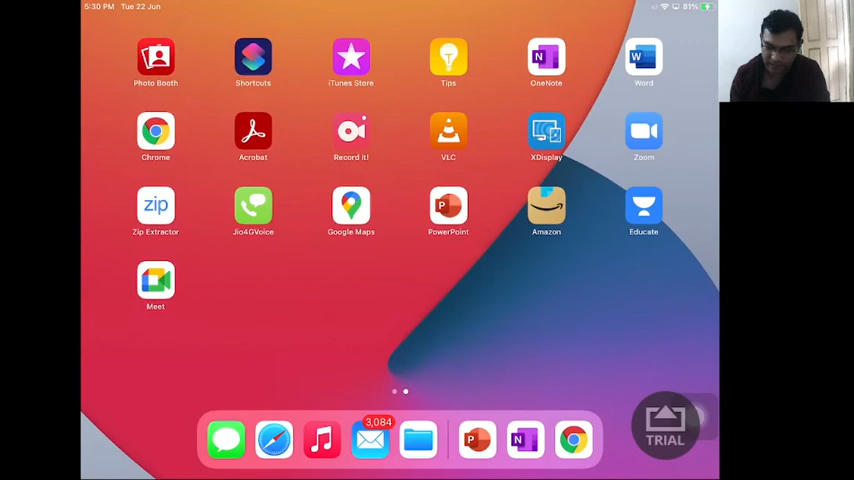 5:30 PM Tue 22 Jun
81%
Photo Booth
Shortcuts
iTunes Store
Tips
OneNote
Word
Chrome
Acrobat
Record it!
VLC
XDisplay
Zoom
zip
Zip Extractor
Jio4GVoice
Google Maps
PowerPoint
Amazon
Educate
Meet
3,084
TRIAL